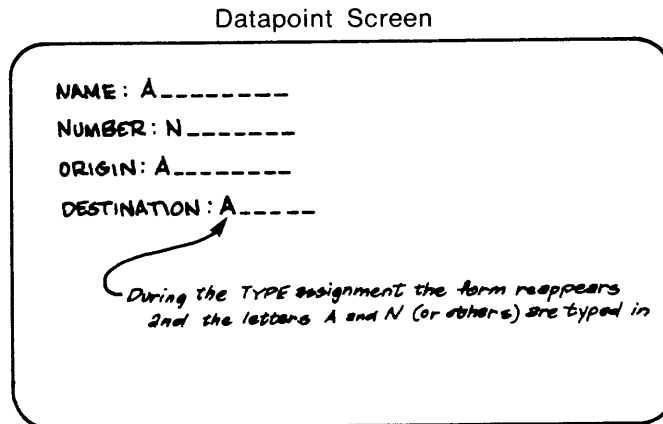 Datapoint Screen
NAME: A________
NUMBER: N_______
ORIGIN: A________
DESTINATION: A_____
During the TYPE assignment the form reappears
and the letters A and N (or others) are typed in